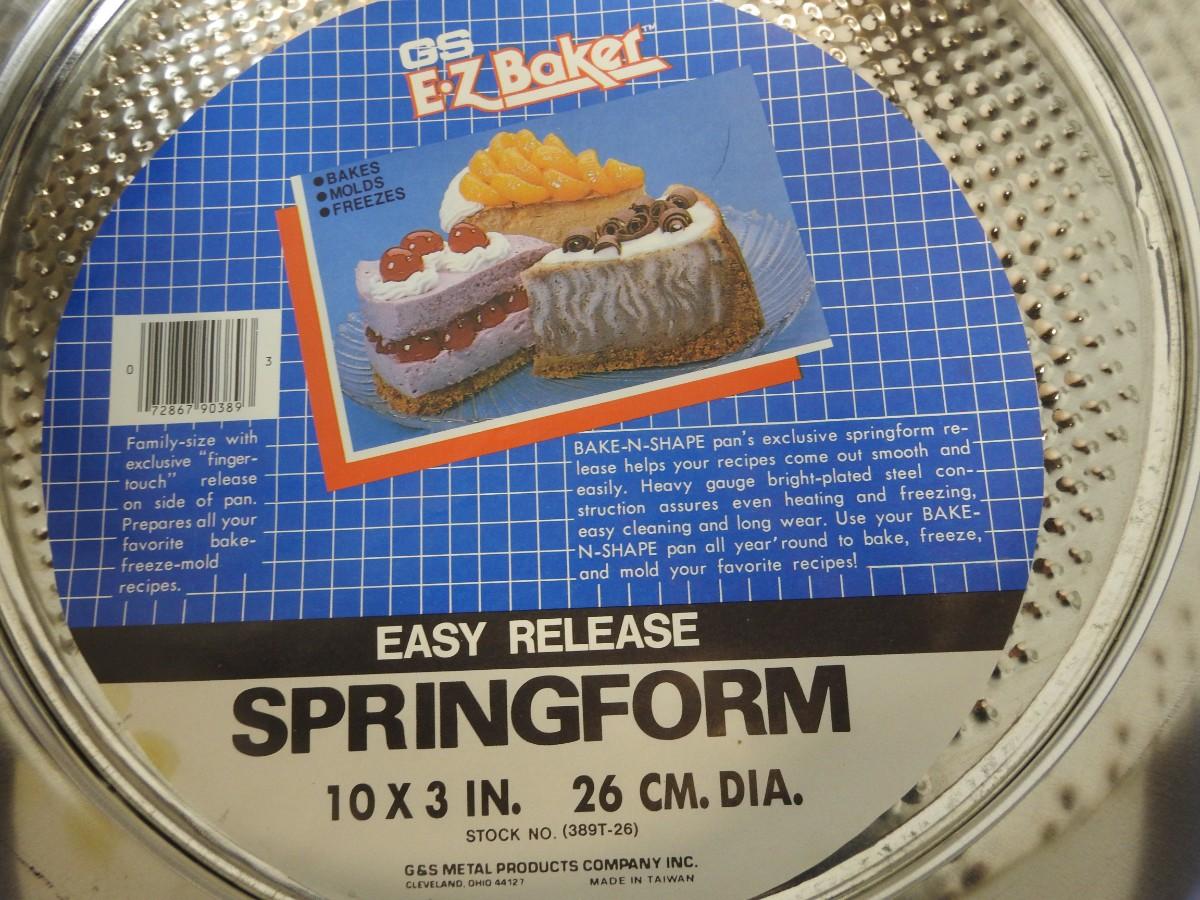 GS
E·Z Baker™
● BAKES
● MOLDS
● FREEZES
0 72867 90389 3
Family-size with
exclusive "finger-
touch" release
on side of pan.
Prepares all your
favorite bake-
freeze-mold
recipes.
BAKE-N-SHAPE pan's exclusive springform re-
lease helps your recipes come out smooth and
easily. Heavy gauge bright-plated steel con-
struction assures even heating and freezing,
easy cleaning and long wear. Use your BAKE-
N-SHAPE pan all year'round to bake, freeze,
and mold your favorite recipes!
EASY RELEASE
SPRINGFORM
10 X 3 IN. 26 CM. DIA.
STOCK NO. (389T-26)
G&S METAL PRODUCTS COMPANY INC.
CLEVELAND, OHIO 44127 MADE IN TAIWAN